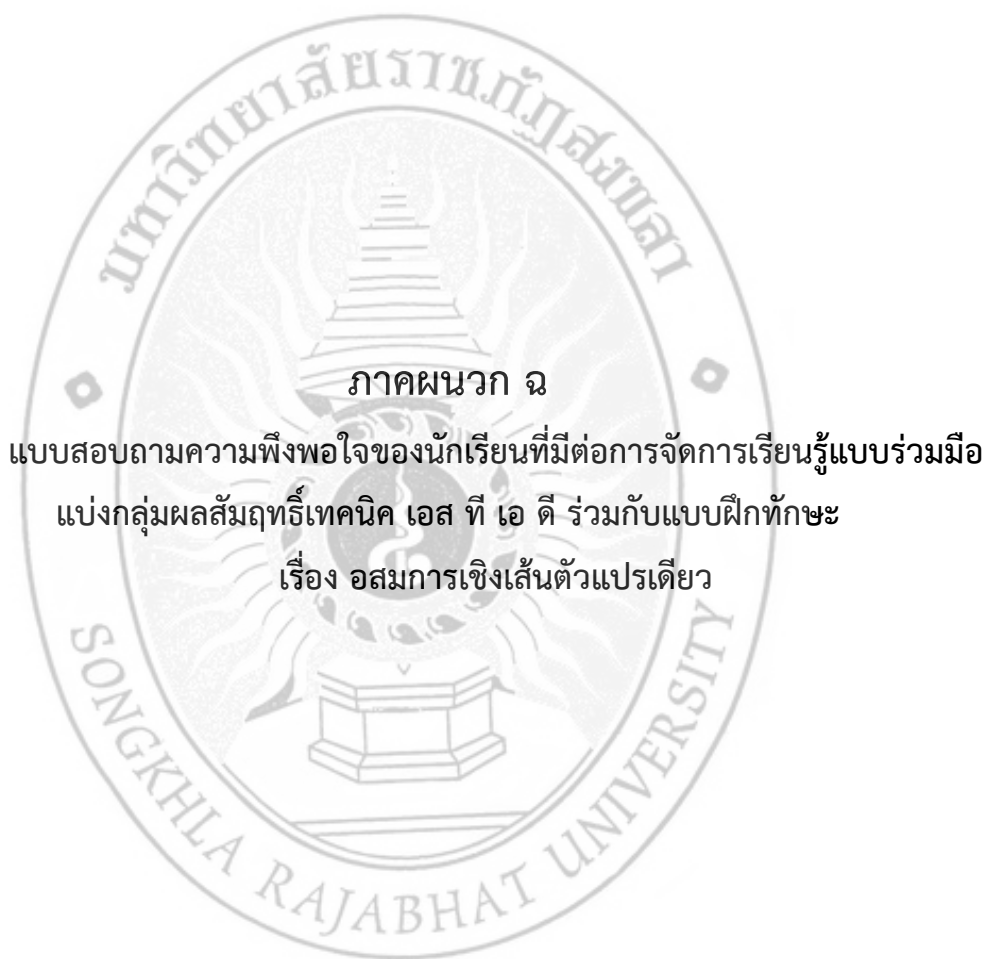 มหาวิทยาลัยราชภัฏสงขลา
ภาคผนวก ฉ
แบบสอบถามความพึงพอใจของนักเรียนที่มีต่อการจัดการเรียนรู้แบบร่วมมือ
แบ่งกลุ่มผลสัมฤทธิ์เทคนิค เอส ที เอ ดี ร่วมกับแบบฝึกทักษะ
เรื่อง อสมการเชิงเส้นตัวแปรเดียว
SONGKHLA RAJABHAT UNIVERSITY